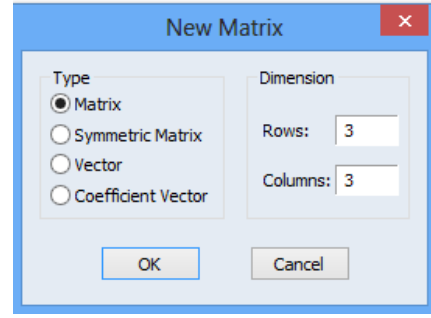 New Matrix
Type
Matrix
Symmetric Matrix
Vector
Coefficient Vector
Dimension
Rows: 3
Columns: 3
OK
Cancel